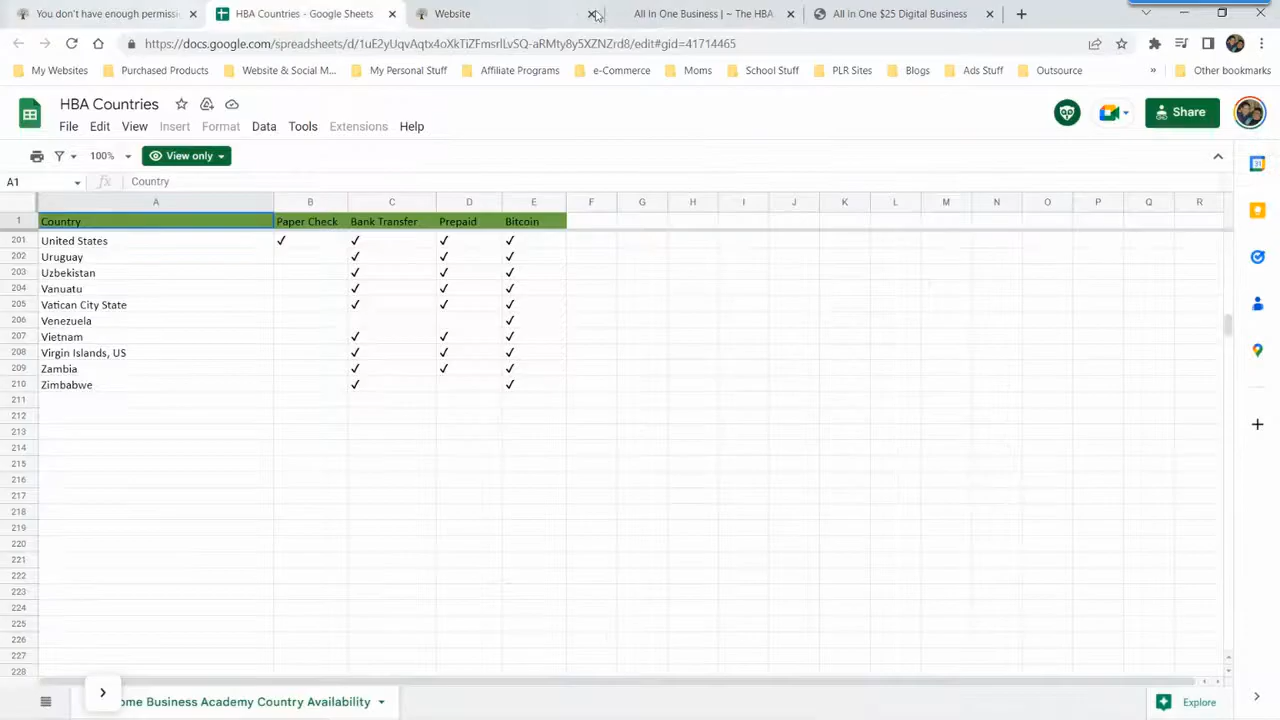 You don't have enough permissi
HBA Countries - Google Sheets
Website
All In One Business | ~ The HBA
All In One $25 Digital Business
https://docs.google.com/spreadsheets/d/1uE2yUqvAqtx4oXkTiZFmsrlLvSQ-aRMty8y5XZNZrd8/edit#gid=41714465
My Websites
Purchased Products
Website & Social M...
My Personal Stuff
Affiliate Programs
e-Commerce
Moms
School Stuff
PLR Sites
Blogs
Ads Stuff
Outsource
»
Other bookmarks
HBA Countries
Share
File Edit View Insert Format Data Tools Extensions Help
100% View only
A1 fx Country
A B C D E F G H I J K L M N O P Q R
1 Country Paper Check Bank Transfer Prepaid Bitcoin
201 United States ✓ ✓ ✓ ✓
202 Uruguay ✓ ✓ ✓
203 Uzbekistan ✓ ✓ ✓
204 Vanuatu ✓ ✓ ✓
205 Vatican City State ✓ ✓ ✓
206 Venezuela ✓
207 Vietnam ✓ ✓ ✓
208 Virgin Islands, US ✓ ✓ ✓
209 Zambia ✓ ✓ ✓
210 Zimbabwe ✓ ✓
211
212
213
214
215
216
217
218
219
220
221
222
223
224
225
226
227
228
ome Business Academy Country Availability
Explore
31